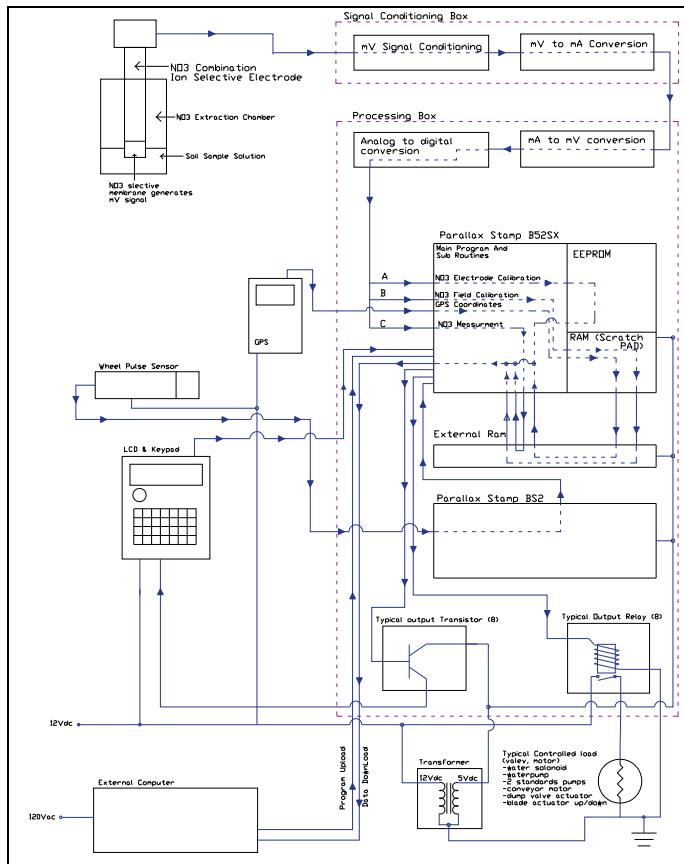 Signal Conditioning Box
mV Signal Conditioning
mV to mA Conversion
NO3 Combination
Ion Selective Electrode
NO3 Extraction Chamber
Soil Sample Solution
NO3 slective
membrane generates
mV signal
Processing Box
Analog to digital
conversion
mA to mV conversion
Parallax Stamp B52SX
Main Program And
Sub Routines
EEPROM
A
NO3 Electrode Calibration
B
NO3 Field Calibration
GPS Coordinates
C
NO3 Measurment
RAM (Scratch
PAD)
GPS
Wheel Pulse Sensor
LCD & Keypad
External Ram
Parallax Stamp BS2
Typical output Transistor (8)
Typical Output Relay (8)
12Vdc
Program Upload
Data DownLoad
Transformer
12Vdc
5Vdc
Typical Controlled load
(valev, motor)
-water solonoid
-waterpump
-2 standards pumps
-conveyor motor
-dump valve actuator
-blade actuator up/down
External Computer
120Vac